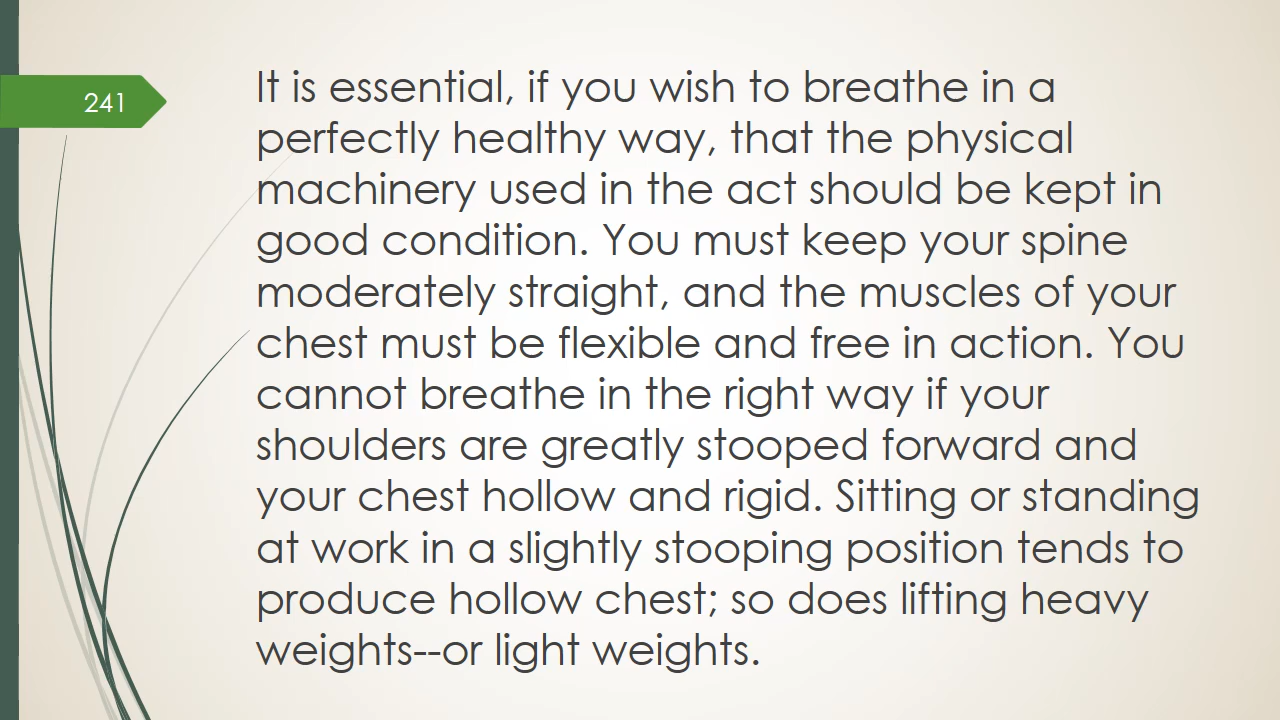 241
It is essential, if you wish to breathe in a
perfectly healthy way, that the physical
machinery used in the act should be kept in
good condition. You must keep your spine
moderately straight, and the muscles of your
chest must be flexible and free in action. You
cannot breathe in the right way if your
shoulders are greatly stooped forward and
your chest hollow and rigid. Sitting or standing
at work in a slightly stooping position tends to
produce hollow chest; so does lifting heavy
weights--or light weights.